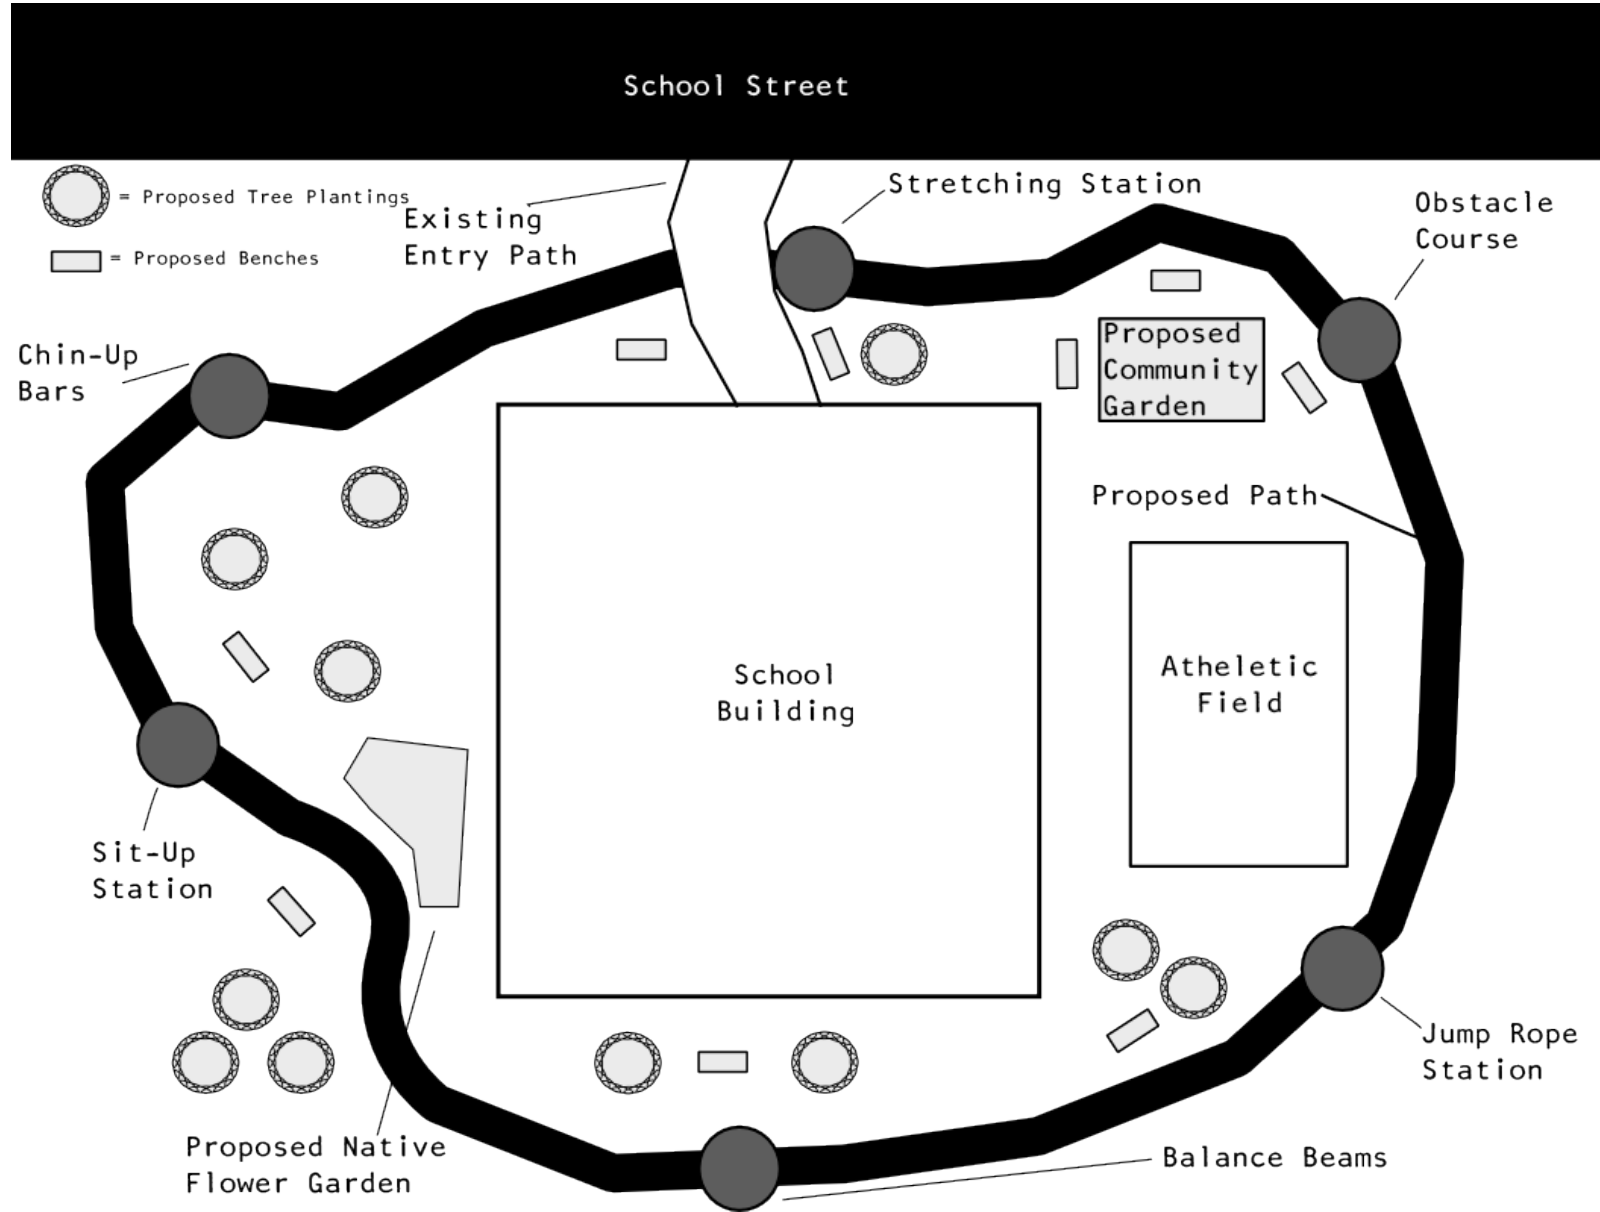 School Street
= Proposed Tree Plantings
= Proposed Benches
Existing
Entry Path
Stretching Station
Obstacle
Course
Chin-Up
Bars
Proposed
Community
Garden
Proposed Path
School
Building
Atheletic
Field
Sit-Up
Station
Jump Rope
Station
Proposed Native
Flower Garden
Balance Beams